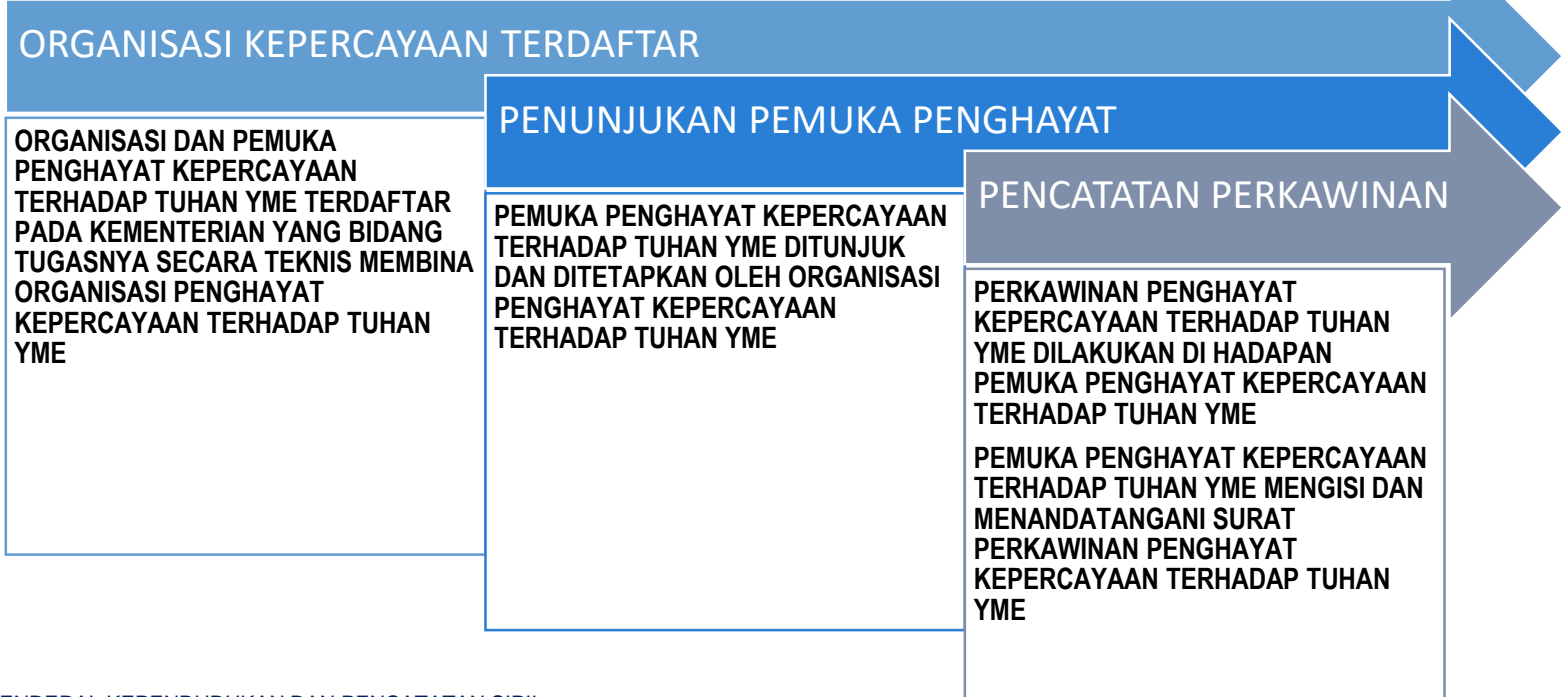 ORGANISASI KEPERCAYAAN TERDAFTAR
ORGANISASI DAN PEMUKA
PENGHAYAT KEPERCAYAAN
TERHADAP TUHAN YME TERDAFTAR
PADA KEMENTERIAN YANG BIDANG
TUGASNYA SECARA TEKNIS MEMBINA
ORGANISASI PENGHAYAT
KEPERCAYAAN TERHADAP TUHAN
YME
PENUNJUKAN PEMUKA PENGHAYAT
PEMUKA PENGHAYAT KEPERCAYAAN
TERHADAP TUHAN YME DITUNJUK
DAN DITETAPKAN OLEH ORGANISASI
PENGHAYAT KEPERCAYAAN
TERHADAP TUHAN YME
PENCATATAN PERKAWINAN
PERKAWINAN PENGHAYAT
KEPERCAYAAN TERHADAP TUHAN
YME DILAKUKAN DI HADAPAN
PEMUKA PENGHAYAT KEPERCAYAAN
TERHADAP TUHAN YME
PEMUKA PENGHAYAT KEPERCAYAAN
TERHADAP TUHAN YME MENGISI DAN
MENANDATANGANI SURAT
PERKAWINAN PENGHAYAT
KEPERCAYAAN TERHADAP TUHAN
YME